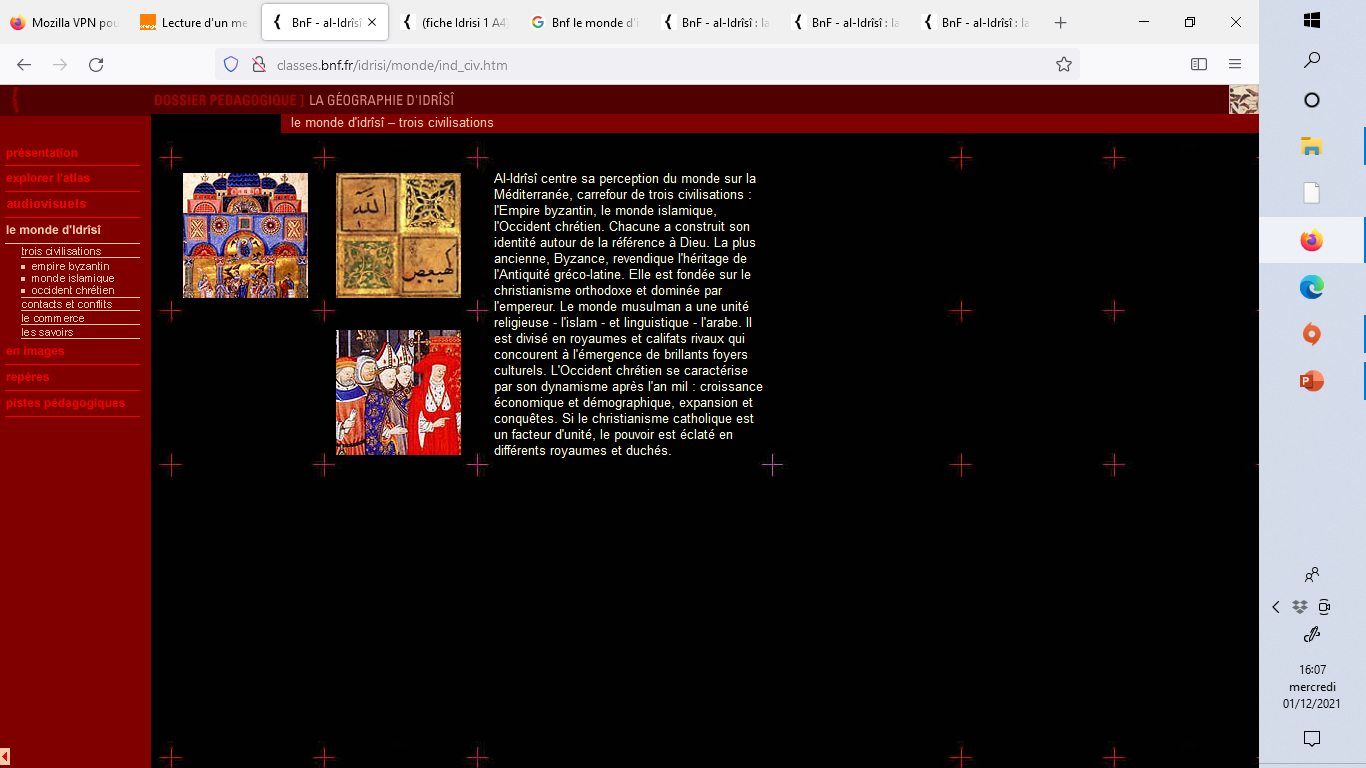 Mozilla VPN pou
Lecture d'un me
BnF - al-Idrîsî
(fiche Idrisi 1 A4)
Bnf le monde d'i
BnF - al-Idrîsî : la
BnF - al-Idrîsî : la
BnF - al-Idrîsî : la
classes.bnf.fr/idrisi/monde/ind_civ.htm
DOSSIER PEDAGOGIQUE ] LA GÉOGRAPHIE D'IDRÎSÎ
le monde d'idrîsî – trois civilisations
présentation
explorer l'atlas
audiovisuels
le monde d'Idrîsî
trois civilisations
empire byzantin
monde islamique
occident chrétien
contacts et conflits
le commerce
les savoirs
en images
repères
pistes pédagogiques
الله
Al-Idrîsî centre sa perception du monde sur la
Méditerranée, carrefour de trois civilisations :
l'Empire byzantin, le monde islamique,
l'Occident chrétien. Chacune a construit son
identité autour de la référence à Dieu. La plus
ancienne, Byzance, revendique l'héritage de
l'Antiquité gréco-latine. Elle est fondée sur le
christianisme orthodoxe et dominée par
l'empereur. Le monde musulman a une unité
religieuse - l'islam - et linguistique - l'arabe. Il
est divisé en royaumes et califats rivaux qui
concourent à l'émergence de brillants foyers
culturels. L'Occident chrétien se caractérise
par son dynamisme après l'an mil : croissance
économique et démographique, expansion et
conquêtes. Si le christianisme catholique est
un facteur d'unité, le pouvoir est éclaté en
différents royaumes et duchés.
16:07
mercredi
01/12/2021